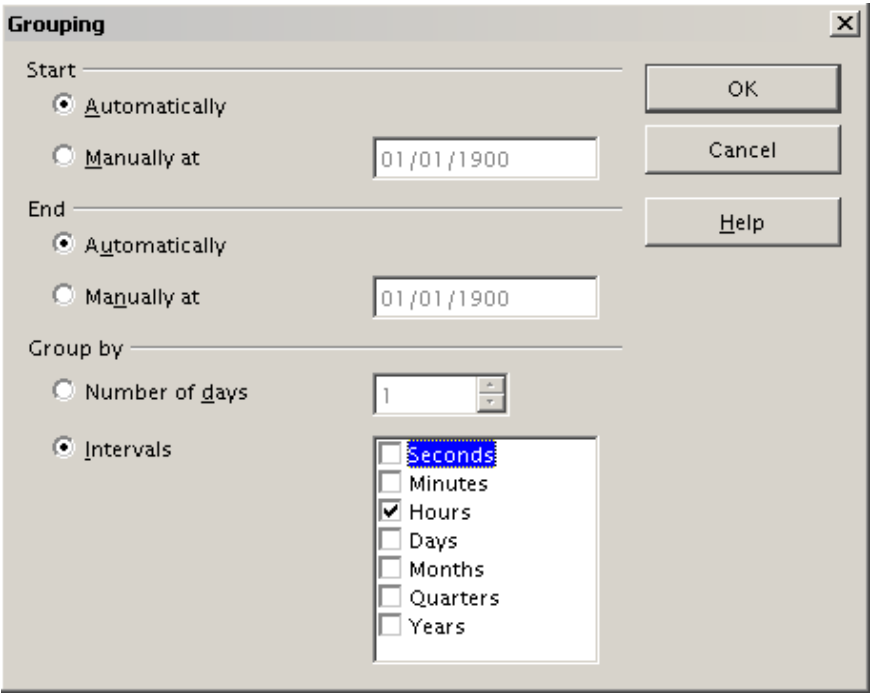 Grouping
Start
Automatically
OK
Manually at 01/01/1900
Cancel
End
Help
Automatically
Manually at 01/01/1900
Group by
Number of days 1
Intervals
Seconds
Minutes
Hours
Days
Months
Quarters
Years